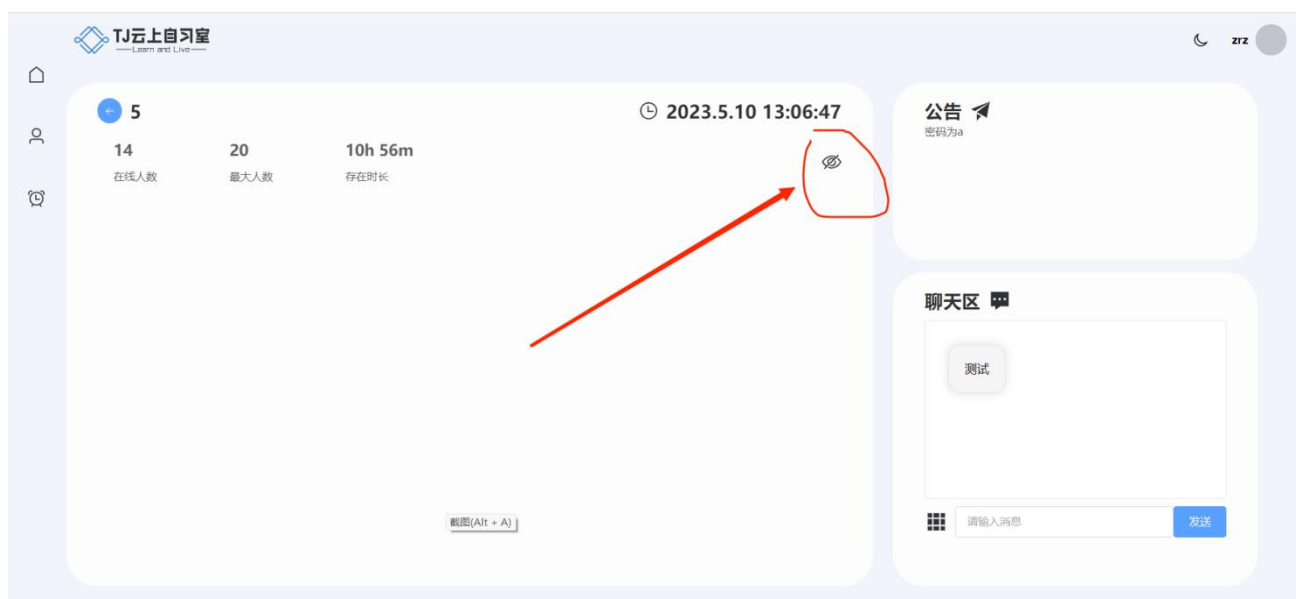 TJ云上自习室
Learn and Live
zrz
5
2023.5.10 13:06:47
14
20
10h 56m
在线人数
最大人数
存在时长
公告
密码为a
聊天区
测试
请输入消息
发送
截图(Alt + A)